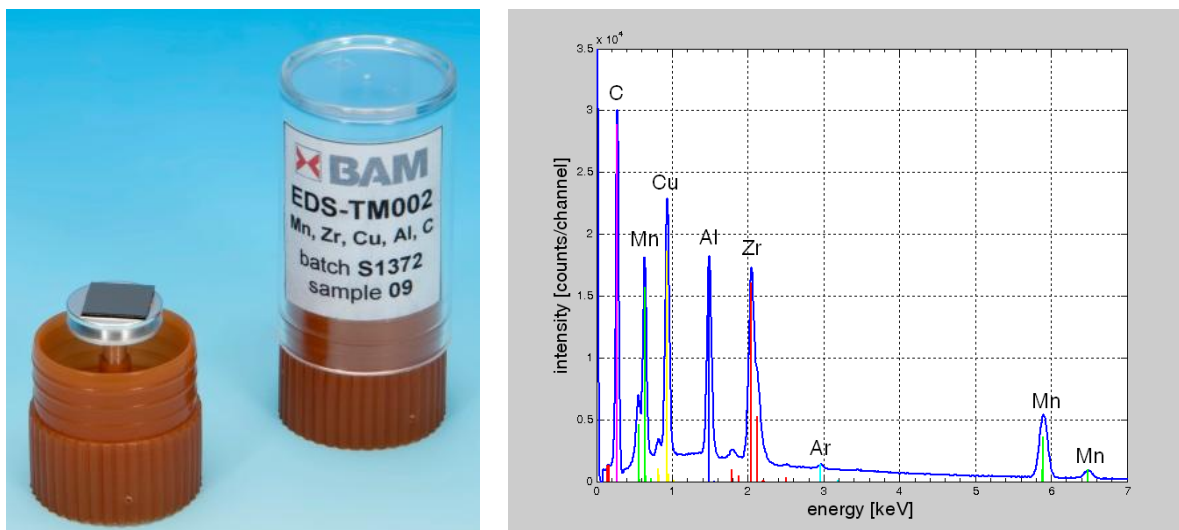 BAM
EDS-TM002
Mn, Zr, Cu, Al, C
batch S1372
sample 09
x 10⁴
3.5
3
2.5
2
1.5
1
0.5
0
intensity [counts/channel]
C
Mn
Cu
Al
Zr
Ar
Mn
Mn
0 1 2 3 4 5 6 7
energy [keV]